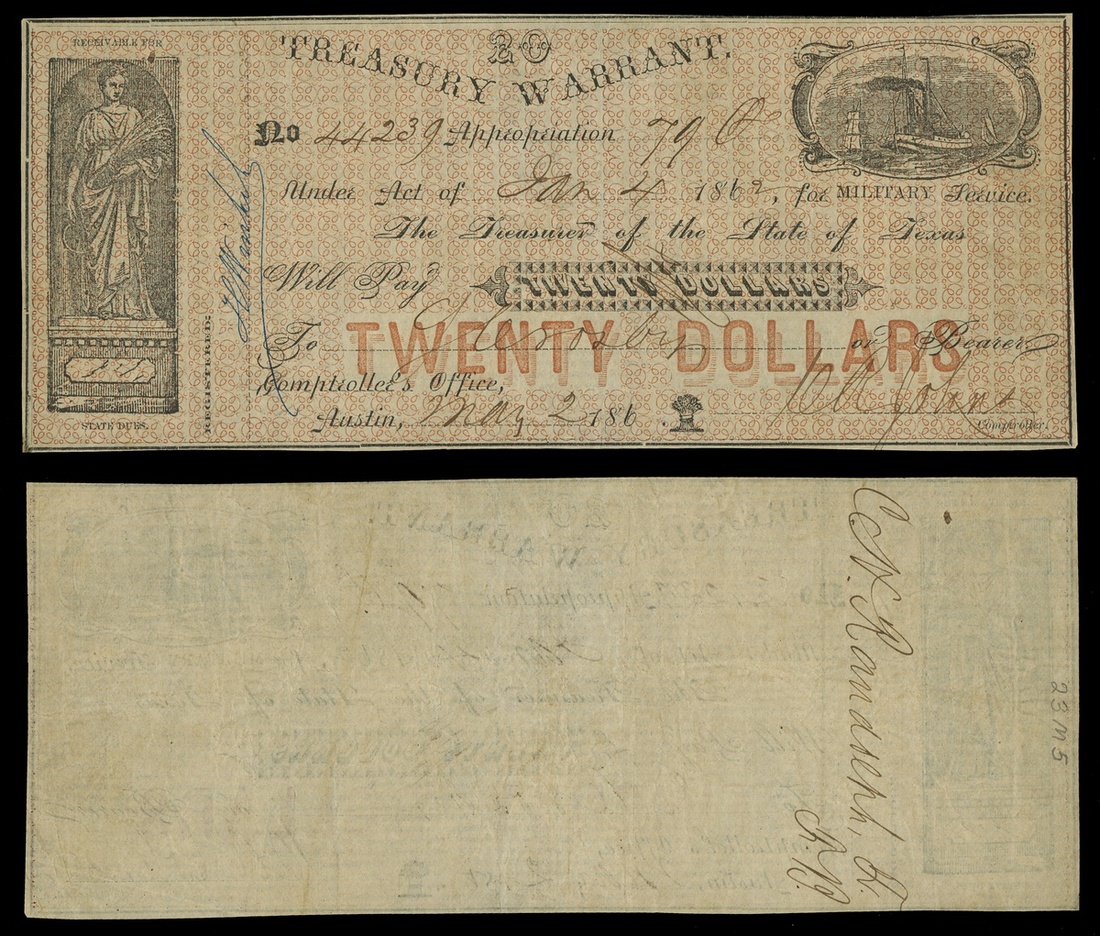 RECEIVABLE FOR
20
TREASURY WARRANT.
No 44239 Appropriation 79
Under Act of Jan 4 1862, for MILITARY Service.
The Treasurer of the State of Texas
Will Pay TWENTY DOLLARS
TWENTY DOLLARS
To or Bearer
Comptroller's Office,
Austin, May 2 186 .
Comptroller.
REGISTERED:
STATE DUES.
23 M 5